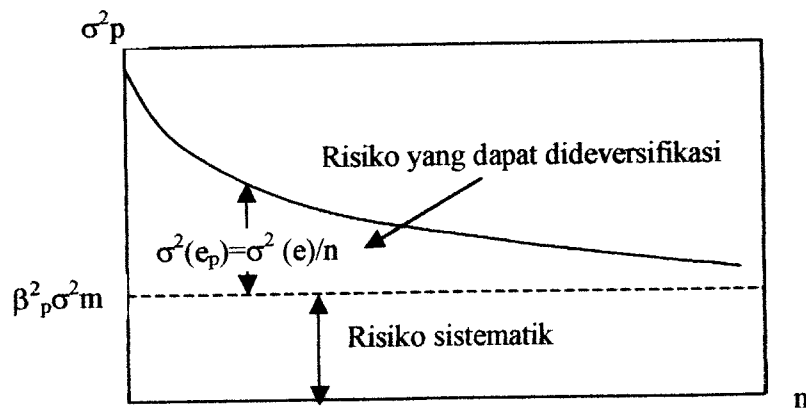 σ²p
Risiko yang dapat dideversifikasi
σ²(eₚ)=σ² (e)/n
β²ₚσ²m
Risiko sistematik
n